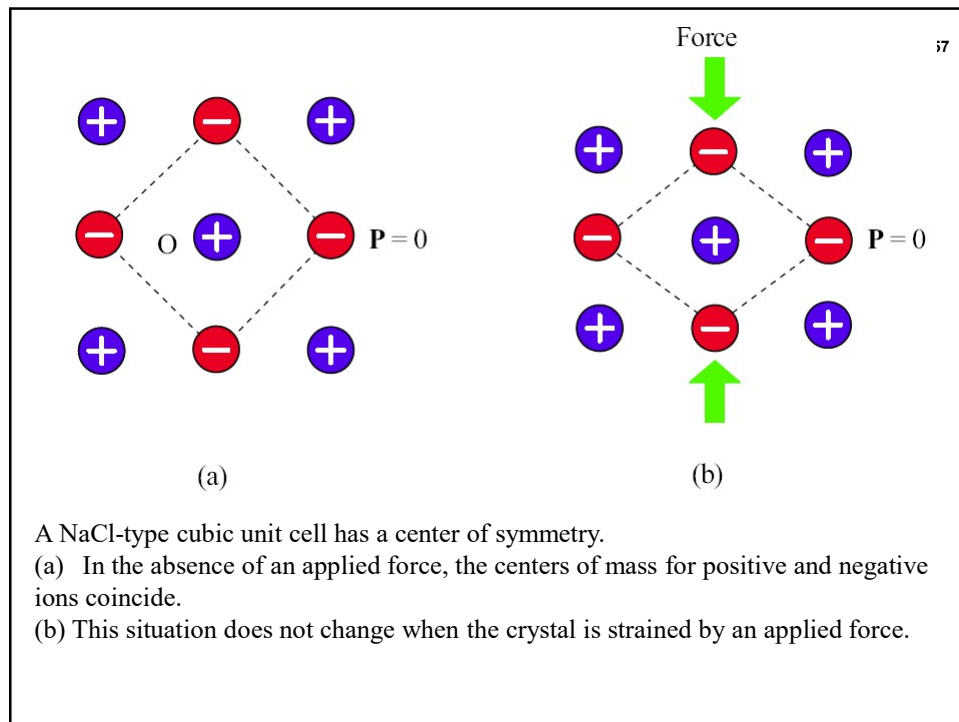 Force
+ − +
− O + − P = 0
+ − +
+ − +
− + − P = 0
+ − +
(a)
(b)
A NaCl-type cubic unit cell has a center of symmetry.
(a) In the absence of an applied force, the centers of mass for positive and negative
ions coincide.
(b) This situation does not change when the crystal is strained by an applied force.